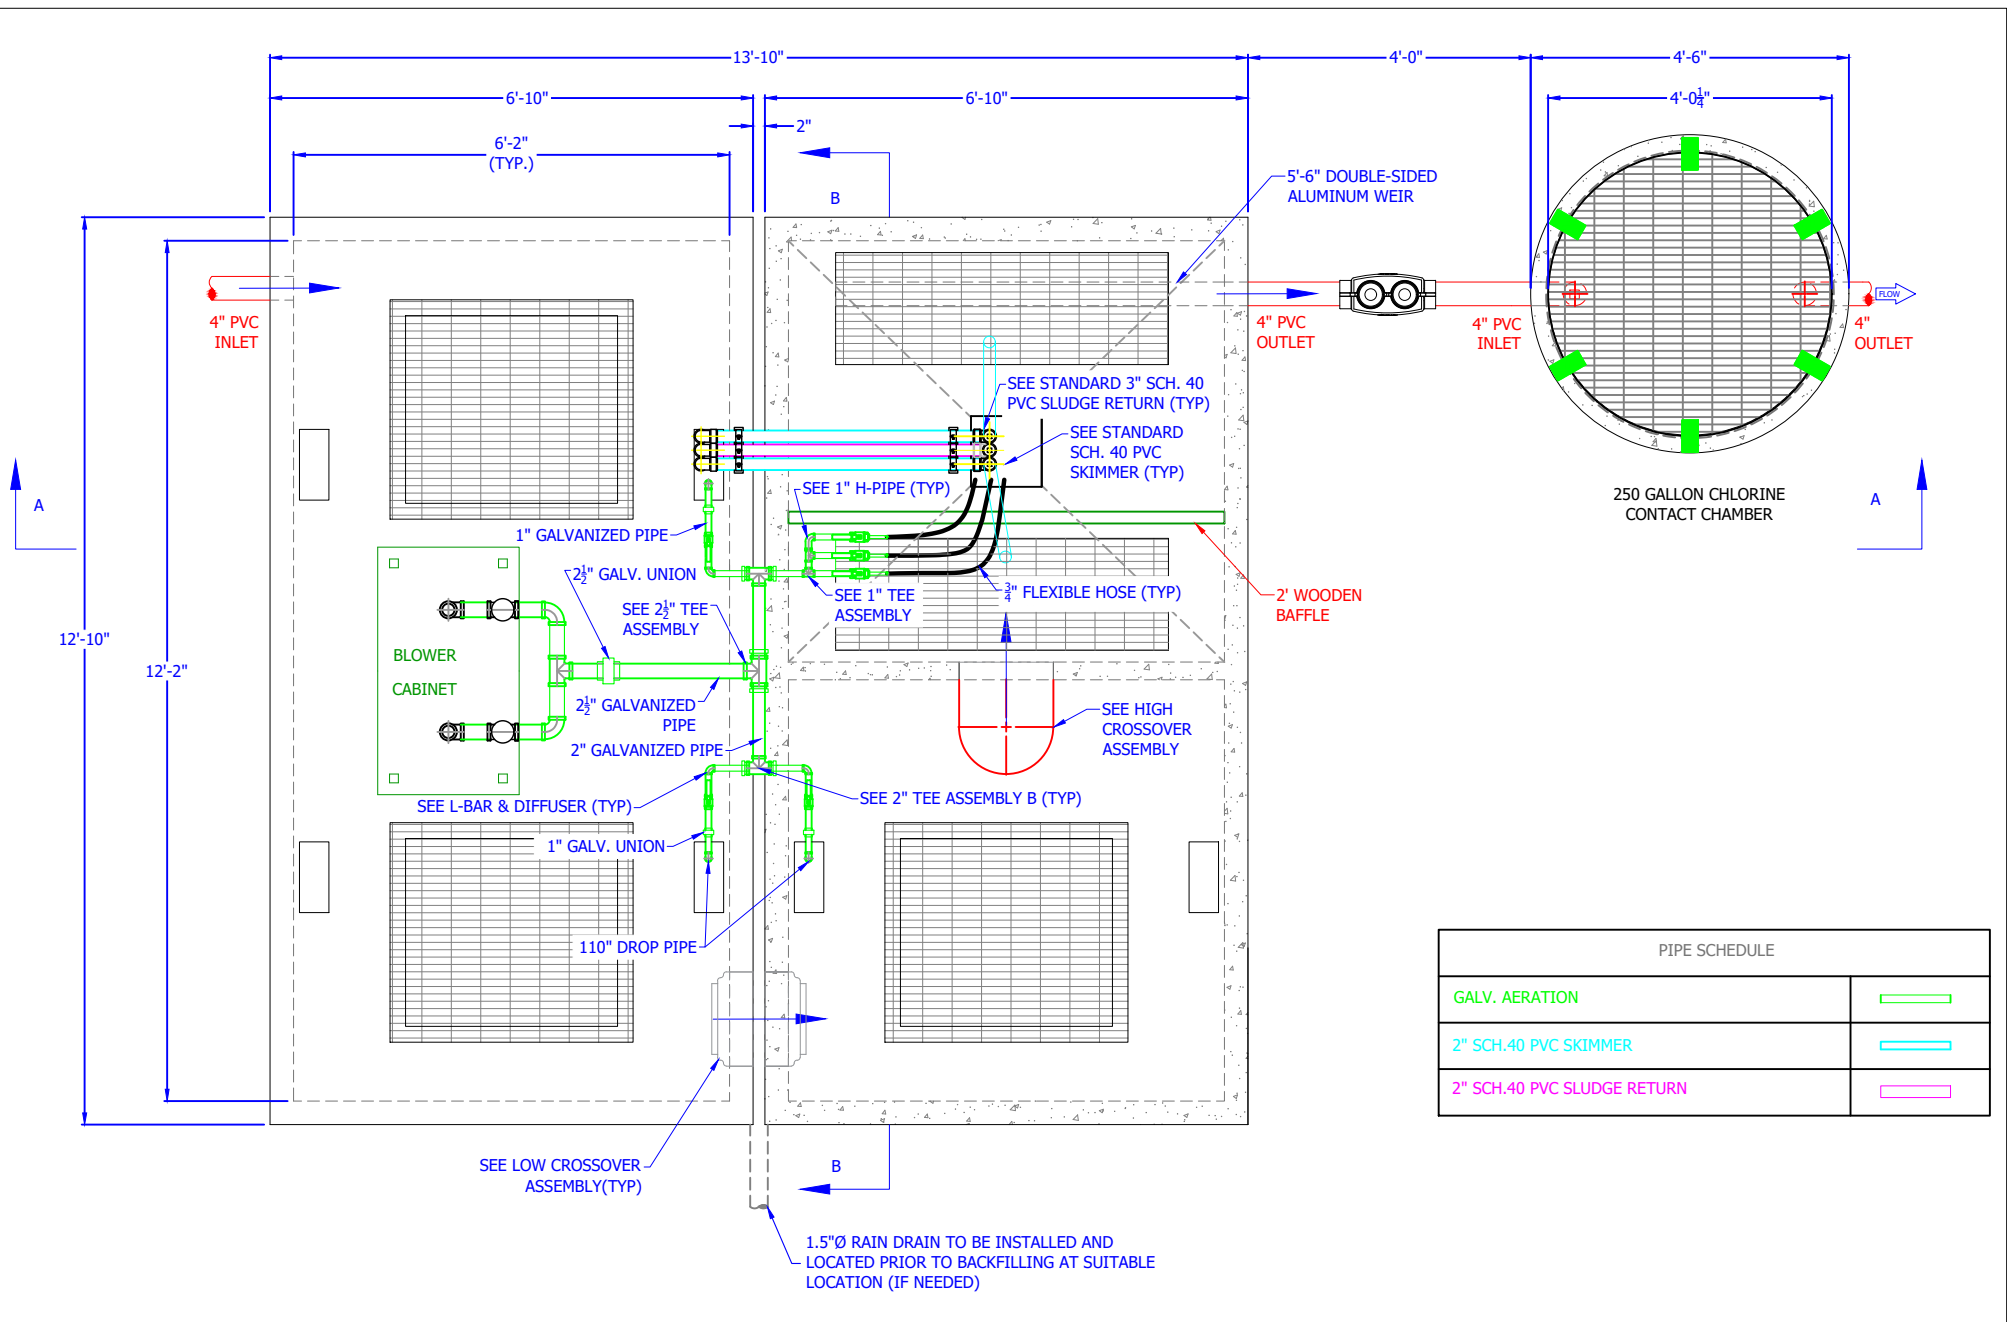 13'-10"
4'-0"
4'-6"
6'-10"
6'-10"
4'-0¼"
2"
6'-2"
(TYP.)
B
5'-6" DOUBLE-SIDED
ALUMINUM WEIR
4" PVC
INLET
4" PVC
OUTLET
4" PVC
INLET
FLOW
4"
OUTLET
SEE STANDARD 3" SCH. 40
PVC SLUDGE RETURN (TYP)
SEE STANDARD
SCH. 40 PVC
SKIMMER (TYP)
A
SEE 1" H-PIPE (TYP)
250 GALLON CHLORINE
CONTACT CHAMBER
A
1" GALVANIZED PIPE
2½" GALV. UNION
SEE 2½" TEE
ASSEMBLY
SEE 1" TEE
ASSEMBLY
¾" FLEXIBLE HOSE (TYP)
2' WOODEN
BAFFLE
12'-10"
12'-2"
BLOWER
CABINET
2½" GALVANIZED
PIPE
2" GALVANIZED PIPE
SEE HIGH
CROSSOVER
ASSEMBLY
SEE L-BAR & DIFFUSER (TYP)
SEE 2" TEE ASSEMBLY B (TYP)
1" GALV. UNION
110" DROP PIPE
PIPE SCHEDULE
GALV. AERATION
2" SCH.40 PVC SKIMMER
2" SCH.40 PVC SLUDGE RETURN
SEE LOW CROSSOVER
ASSEMBLY(TYP)
B
1.5"Ø RAIN DRAIN TO BE INSTALLED AND
LOCATED PRIOR TO BACKFILLING AT SUITABLE
LOCATION (IF NEEDED)